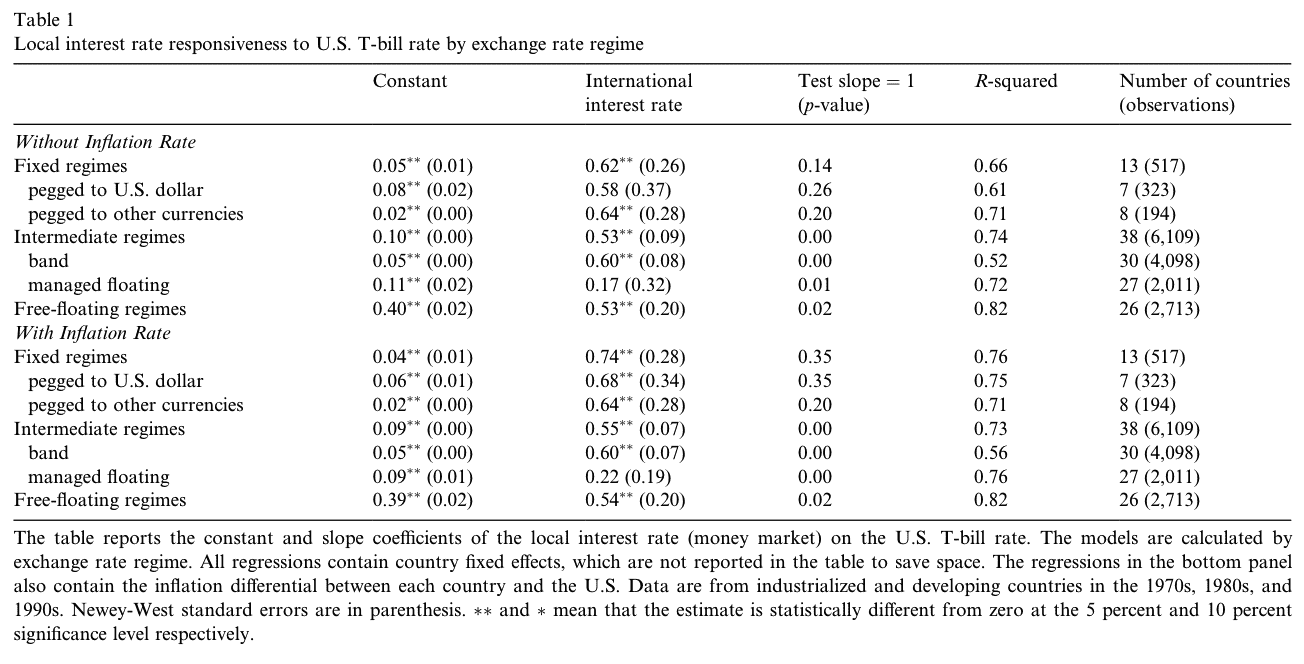 Table 1
Local interest rate responsiveness to U.S. T-bill rate by exchange rate regime
Constant International interest rate Test slope = 1 (p-value) R-squared Number of countries (observations)
Without Inflation Rate
Fixed regimes 0.05** (0.01) 0.62** (0.26) 0.14 0.66 13 (517)
pegged to U.S. dollar 0.08** (0.02) 0.58 (0.37) 0.26 0.61 7 (323)
pegged to other currencies 0.02** (0.00) 0.64** (0.28) 0.20 0.71 8 (194)
Intermediate regimes 0.10** (0.00) 0.53** (0.09) 0.00 0.74 38 (6,109)
band 0.05** (0.00) 0.60** (0.08) 0.00 0.52 30 (4,098)
managed floating 0.11** (0.02) 0.17 (0.32) 0.01 0.72 27 (2,011)
Free-floating regimes 0.40** (0.02) 0.53** (0.20) 0.02 0.82 26 (2,713)
With Inflation Rate
Fixed regimes 0.04** (0.01) 0.74** (0.28) 0.35 0.76 13 (517)
pegged to U.S. dollar 0.06** (0.01) 0.68** (0.34) 0.35 0.75 7 (323)
pegged to other currencies 0.02** (0.00) 0.64** (0.28) 0.20 0.71 8 (194)
Intermediate regimes 0.09** (0.00) 0.55** (0.07) 0.00 0.73 38 (6,109)
band 0.05** (0.00) 0.60** (0.07) 0.00 0.56 30 (4,098)
managed floating 0.09** (0.01) 0.22 (0.19) 0.00 0.76 27 (2,011)
Free-floating regimes 0.39** (0.02) 0.54** (0.20) 0.02 0.82 26 (2,713)
The table reports the constant and slope coefficients of the local interest rate (money market) on the U.S. T-bill rate. The models are calculated by
exchange rate regime. All regressions contain country fixed effects, which are not reported in the table to save space. The regressions in the bottom panel
also contain the inflation differential between each country and the U.S. Data are from industrialized and developing countries in the 1970s, 1980s, and
1990s. Newey-West standard errors are in parenthesis. ** and * mean that the estimate is statistically different from zero at the 5 percent and 10 percent
significance level respectively.